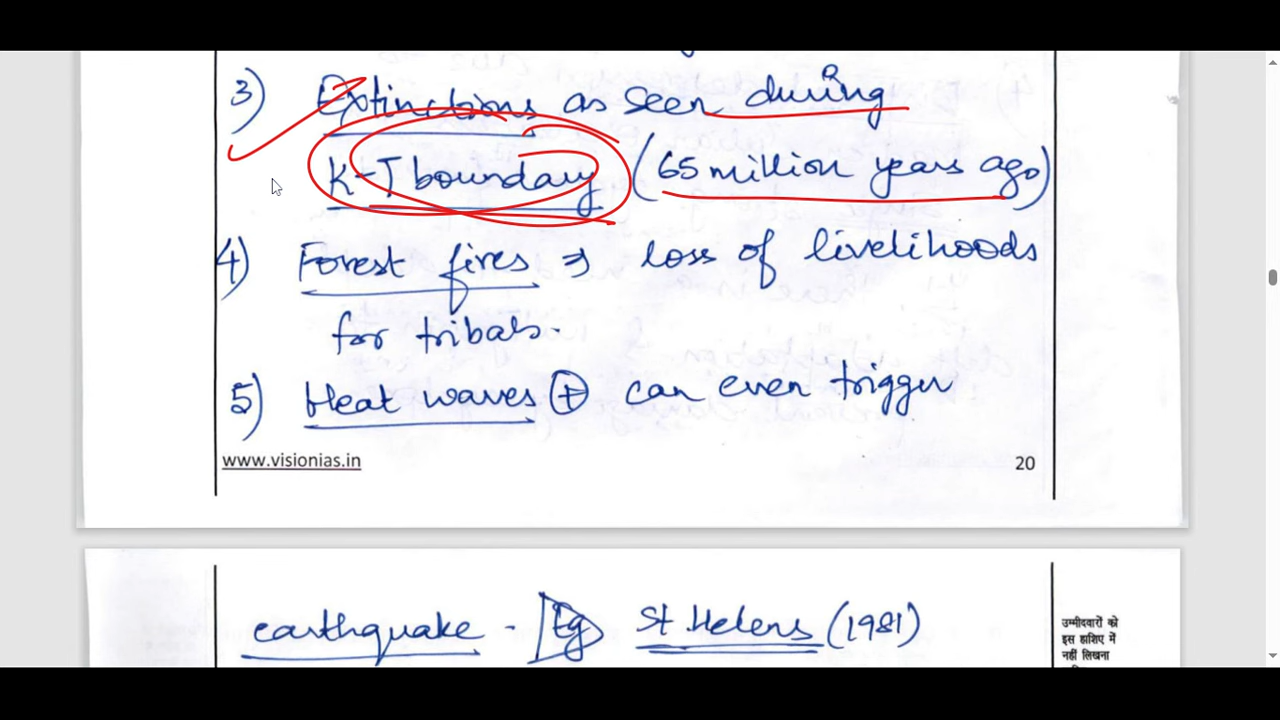 3) Extinctions as seen during
K-T boundary (65 million years ago)
4) Forest fires ⇒ loss of livelihoods
for tribals.
5) Heat waves ⊕ can even trigger
www.visionias.in
20
earthquake - Eg St. Helens (1981)
उम्मीदवारों को
इस हाशिए में
नहीं लिखना